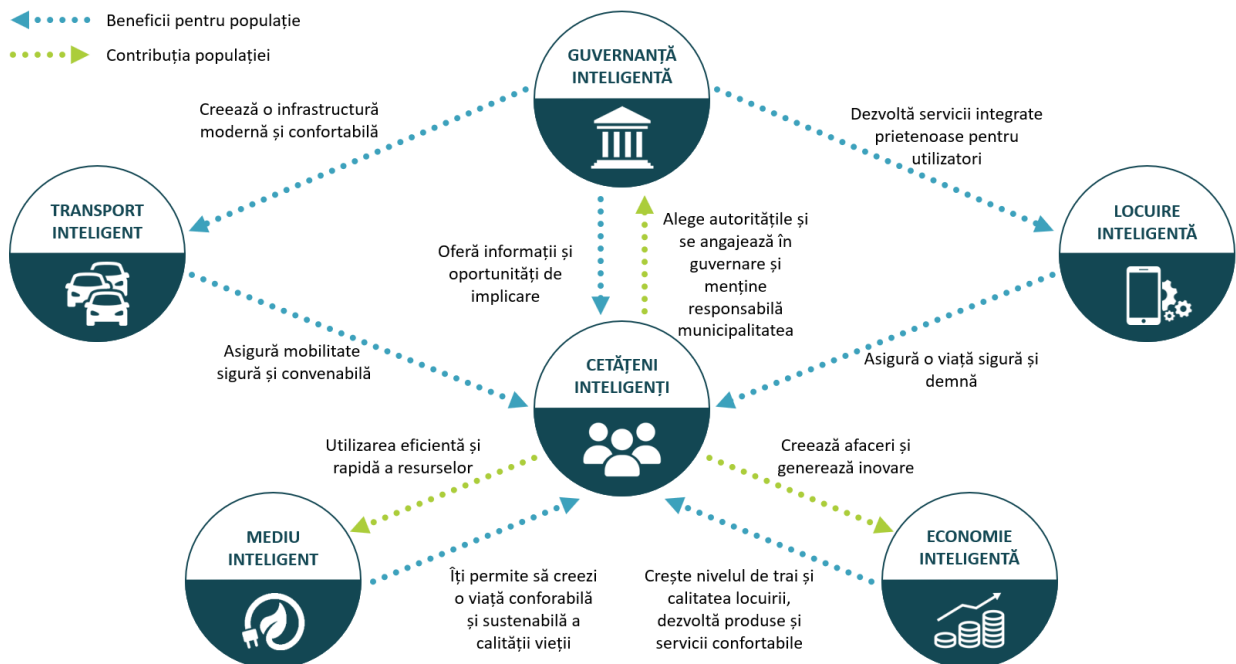 Beneficii pentru populație
Contribuția populației
GUVERNANȚĂ
INTELIGENTĂ
Creează o infrastructură
modernă și confortabilă
Dezvoltă servicii integrate
prietenoase pentru
utilizatori
TRANSPORT
INTELIGENT
LOCUIRE
INTELIGENTĂ
Oferă informații și
oportunități de
implicare
Alege autoritățile și
se angajează în
guvernare și
menține
responsabilă
municipalitatea
Asigură mobilitate
sigură și convenabilă
CETĂȚENI
INTELIGENȚI
Asigură o viață sigură și
demnă
Utilizarea eficientă și
rapidă a resurselor
Creează afaceri și
generează inovare
MEDIU
INTELIGENT
Îți permite să creezi
o viață conforabilă
și sustenabilă a
calității vieții
Crește nivelul de trai și
calitatea locuirii,
dezvoltă produse și
servicii confortabile
ECONOMIE
INTELIGENTĂ